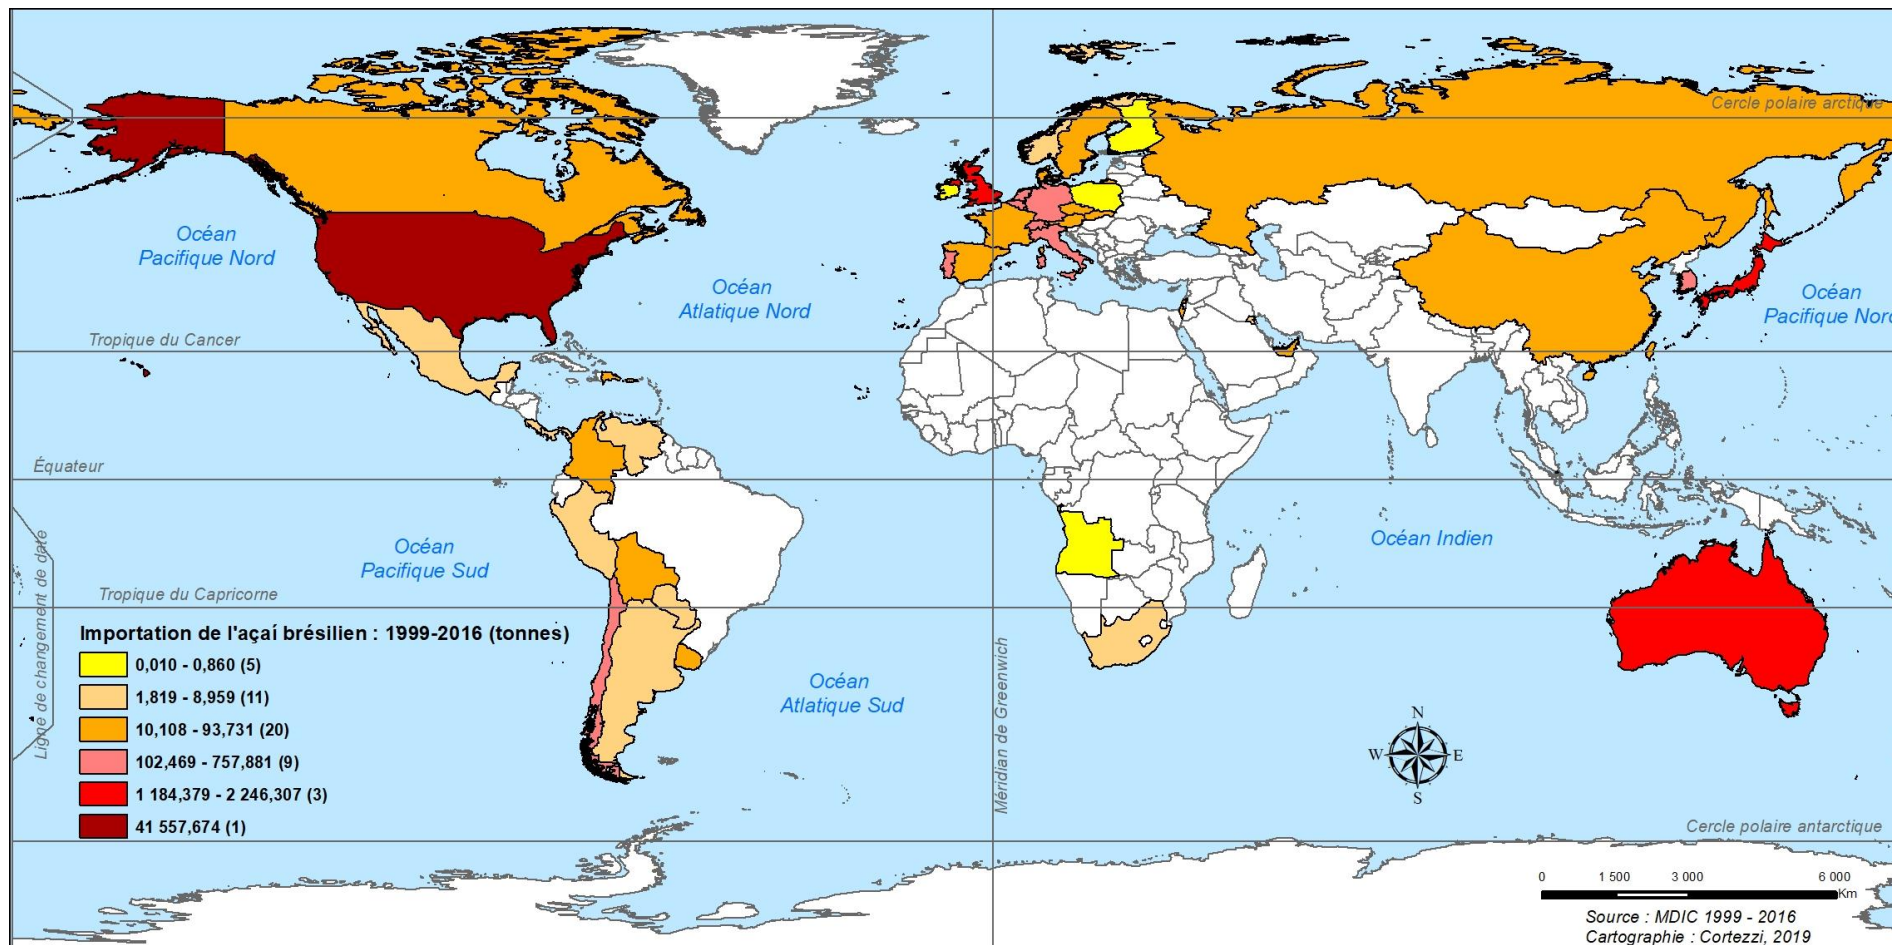 Cercle polaire arctique
Océan
Pacifique Nord
Océan
Atlatique Nord
Océan
Pacifique Nord
Tropique du Cancer
Équateur
Océan
Pacifique Sud
Océan Indien
Ligne de changement de date
Tropique du Capricorne
Importation de l'açaí brésilien : 1999-2016 (tonnes)
0,010 - 0,860 (5)
1,819 - 8,959 (11)
10,108 - 93,731 (20)
102,469 - 757,881 (9)
1 184,379 - 2 246,307 (3)
41 557,674 (1)
Océan
Atlatique Sud
Méridian de Greenwich
N
W E
S
Cercle polaire antarctique
0 1 500 3 000 6 000
Km
Source : MDIC 1999 - 2016
Cartographie : Cortezzi, 2019